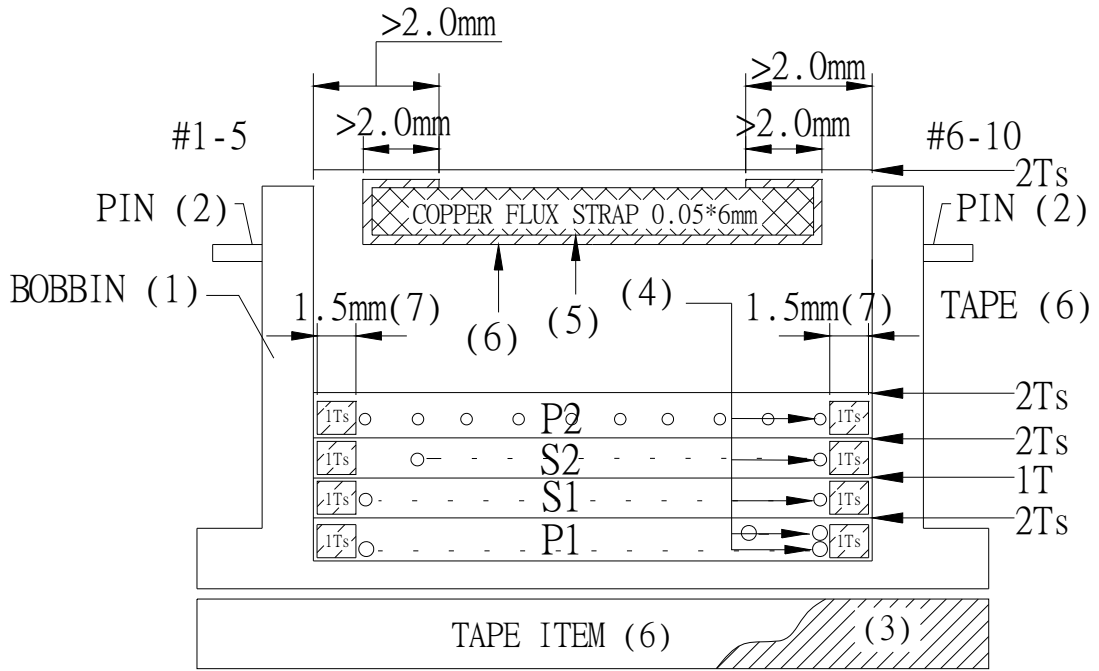 >2.0mm
>2.0mm
>2.0mm
>2.0mm
#1-5
#6-10
2Ts
PIN (2)
COPPER FLUX STRAP 0.05*6mm
PIN (2)
BOBBIN (1)
(4)
TAPE (6)
1.5mm(7)
(6)
(5)
1.5mm(7)
2Ts
1Ts
P2
1Ts
2Ts
1Ts
S2
1Ts
1T
1Ts
S1
1Ts
2Ts
1Ts
P1
1Ts
TAPE ITEM (6)
(3)